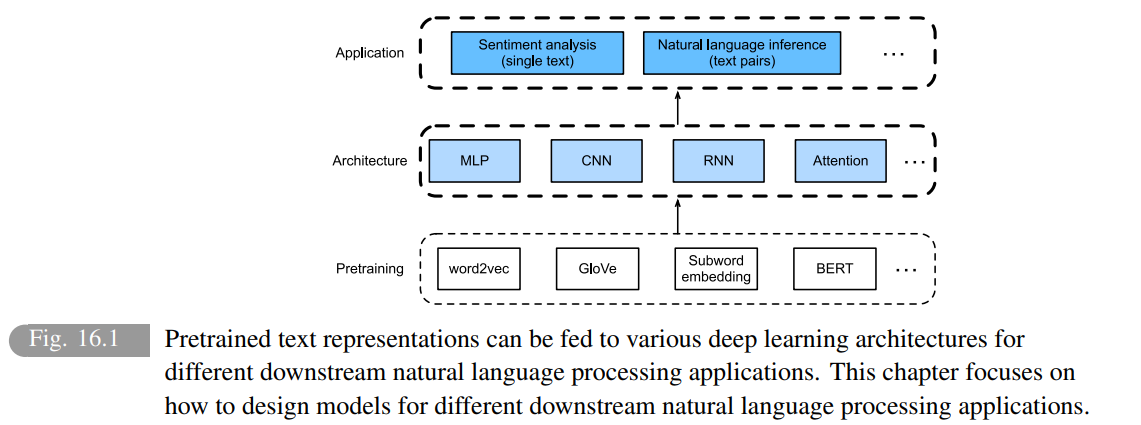 Application
Sentiment analysis
(single text)
Natural language inference
(text pairs)
...
Architecture
MLP
CNN
RNN
Attention
...
Pretraining
word2vec
GloVe
Subword
embedding
BERT
...
Fig. 16.1
Pretrained text representations can be fed to various deep learning architectures for
different downstream natural language processing applications. This chapter focuses on
how to design models for different downstream natural language processing applications.